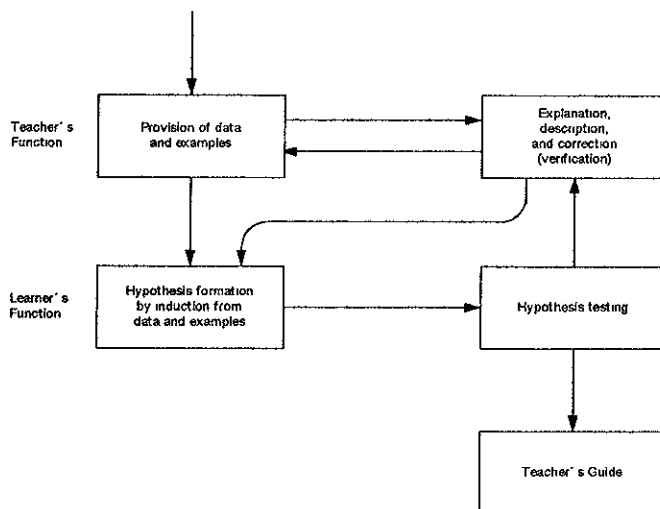 Teacher´s
Function
Provision of data
and examples
Explanation,
description,
and correction
(verification)
Learner´s
Function
Hypothesis formation
by induction from
data and examples
Hypothesis testing
Teacher´s Guide